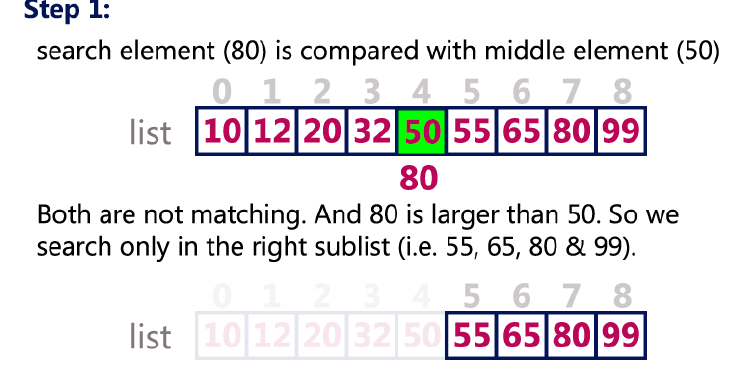 Step 1:
search element (80) is compared with middle element (50)
0 1 2 3 4 5 6 7 8
list 10 12 20 32 50 55 65 80 99
80
Both are not matching. And 80 is larger than 50. So we
search only in the right sublist (i.e. 55, 65, 80 & 99).
0 1 2 3 4 5 6 7 8
list 10 12 20 32 50 55 65 80 99